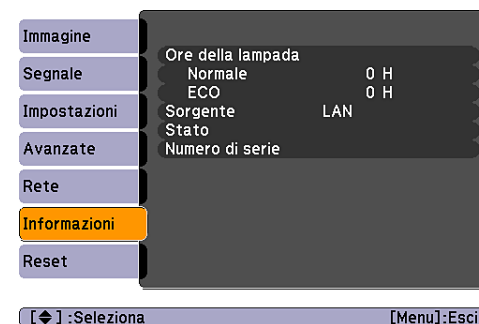 Immagine
Segnale
Impostazioni
Avanzate
Rete
Informazioni
Reset
Ore della lampada
Normale 0 H
ECO 0 H
Sorgente LAN
Stato
Numero di serie
[◆] :Seleziona [Menu]:Esci